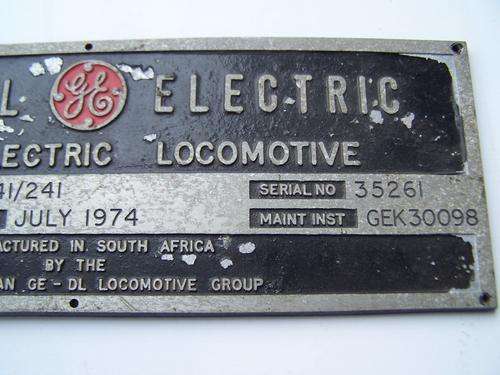 L GE ELECTRIC
LECTRIC LOCOMOTIVE
41/241 SERIAL NO 35261
JULY 1974 MAINT INST GEK30098
ACTURED IN SOUTH AFRICA
BY THE
AN GE-DL LOCOMOTIVE GROUP